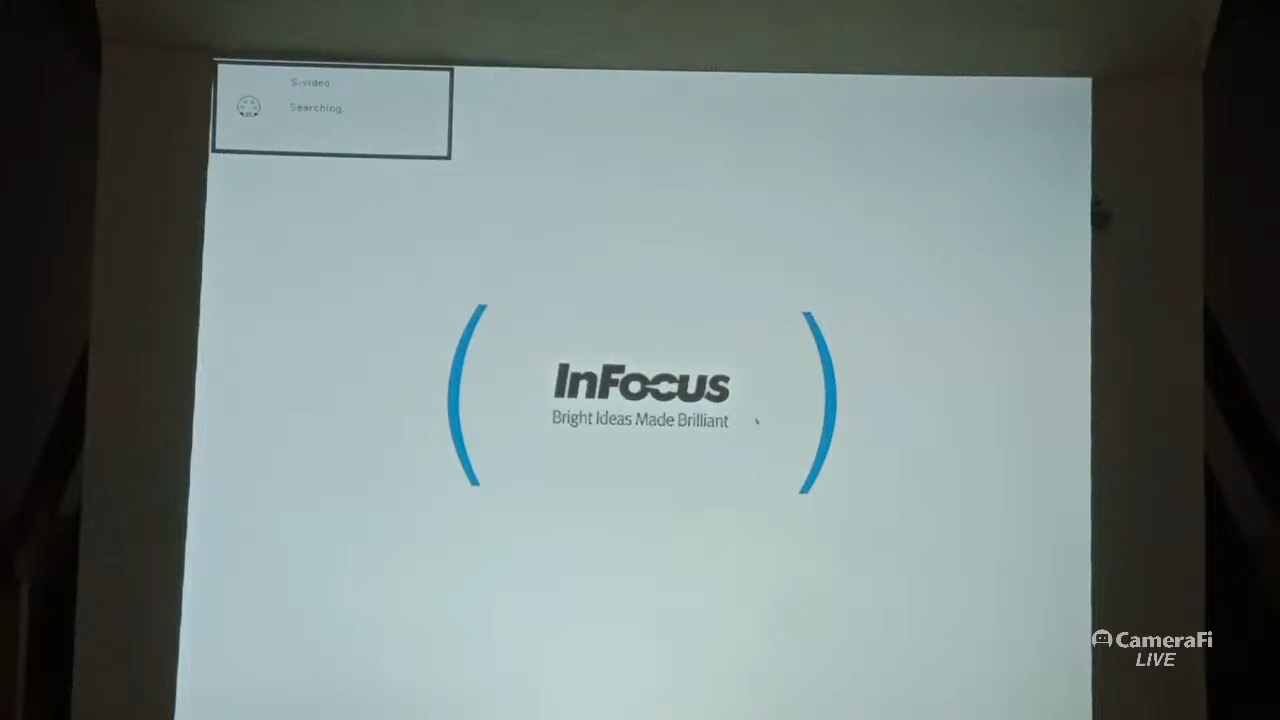 S-video
Searching
InFocus
Bright Ideas Made Brilliant
CameraFi
LIVE